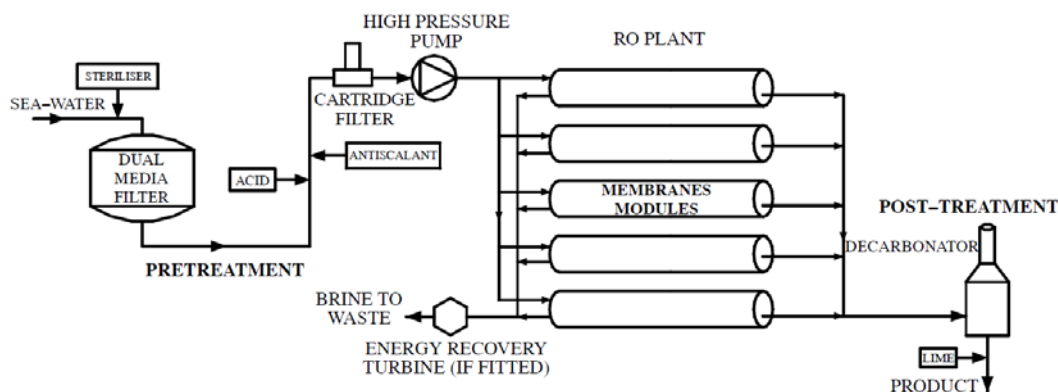 HIGH PRESSURE
PUMP
RO PLANT
STERILISER
SEA-WATER
CARTRIDGE
FILTER
DUAL
MEDIA
FILTER
ANTISCALANT
ACID
MEMBRANES
MODULES
POST-TREATMENT
DECARBONATOR
PRETREATMENT
BRINE TO
WASTE
ENERGY RECOVERY
TURBINE (IF FITTED)
LIME
PRODUCT